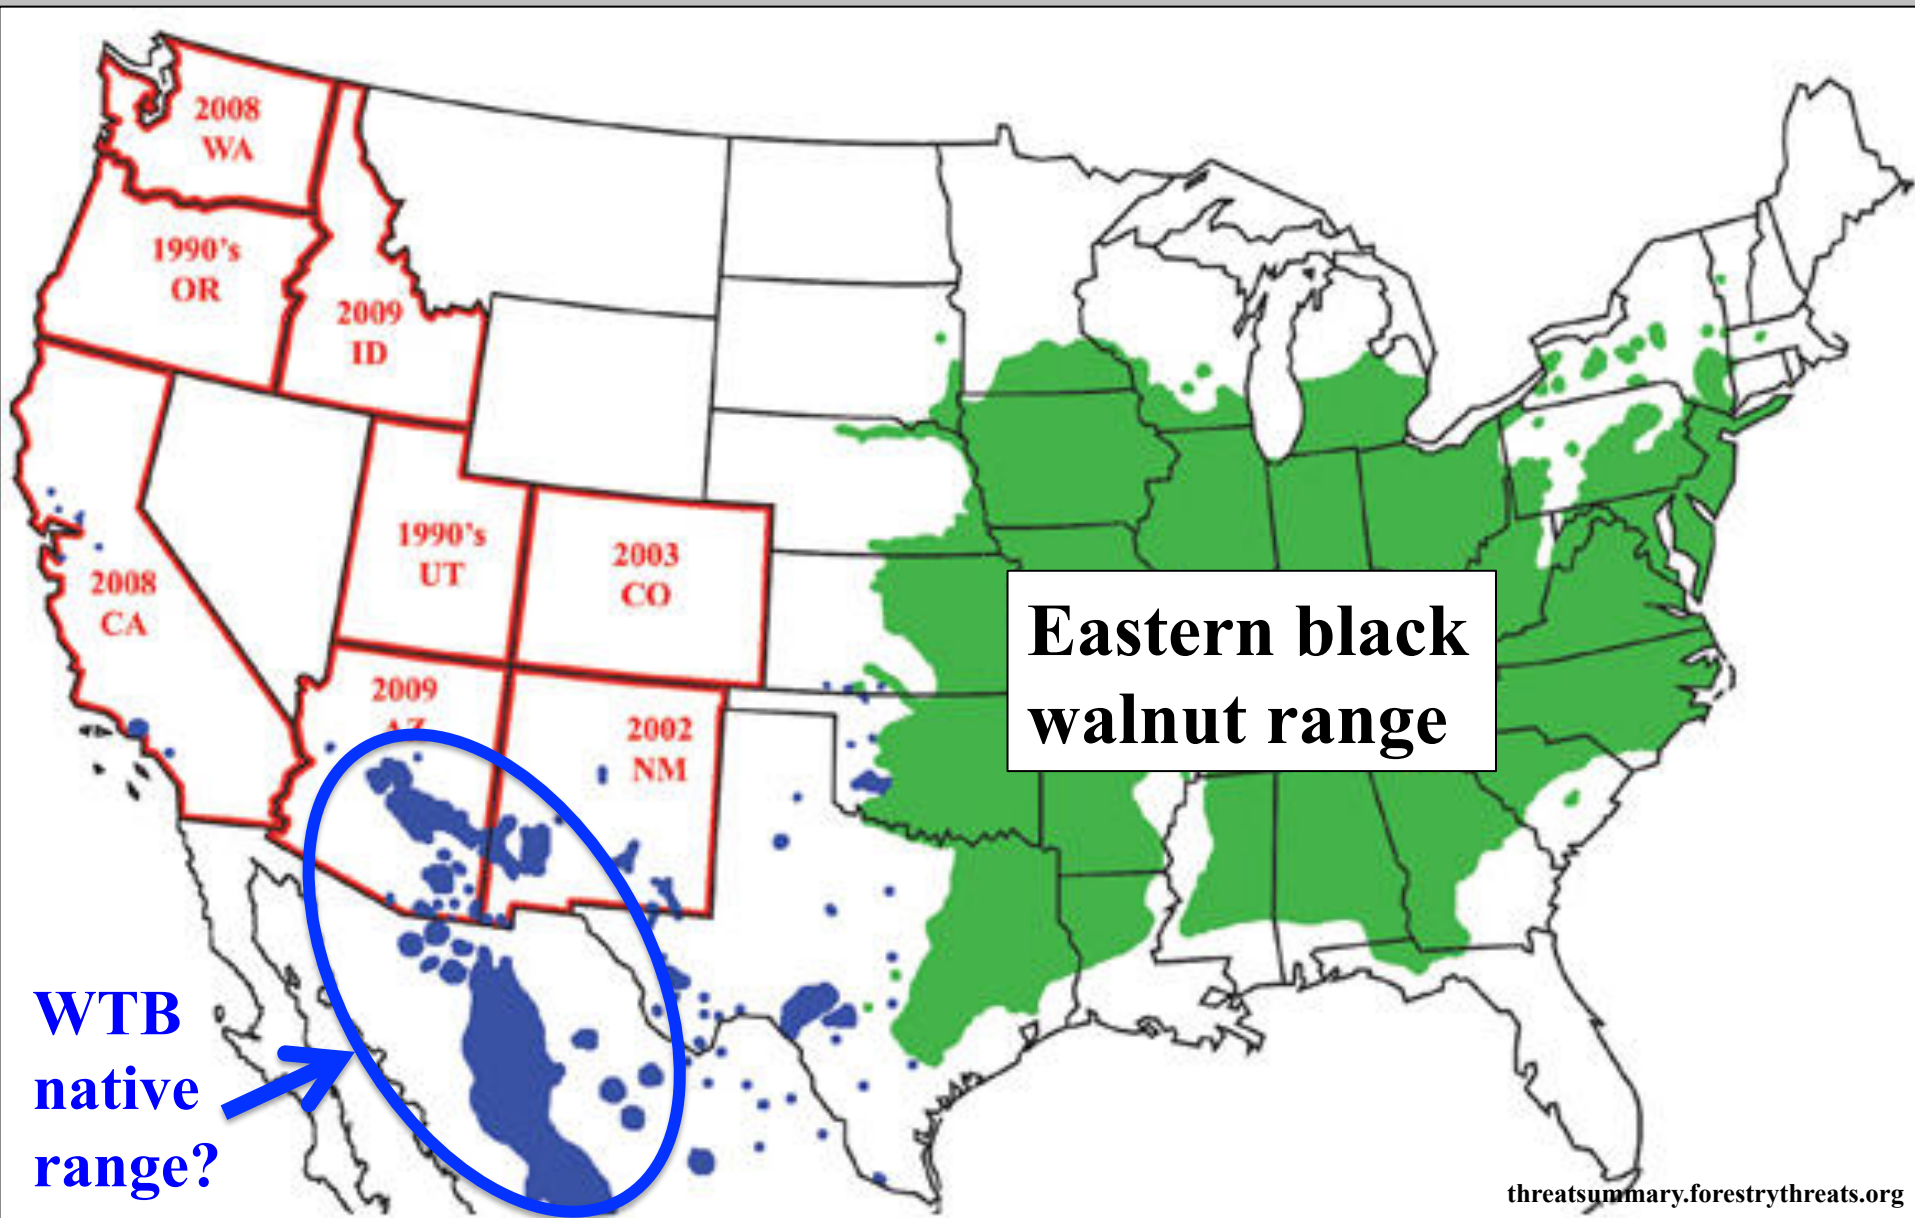 2008
WA
1990's
OR
2009
ID
1990's
UT
2003
CO
2008
CA
2009
AZ
2002
NM
Eastern black
walnut range
WTB
native
range?
threatsummary.forestrythreats.org